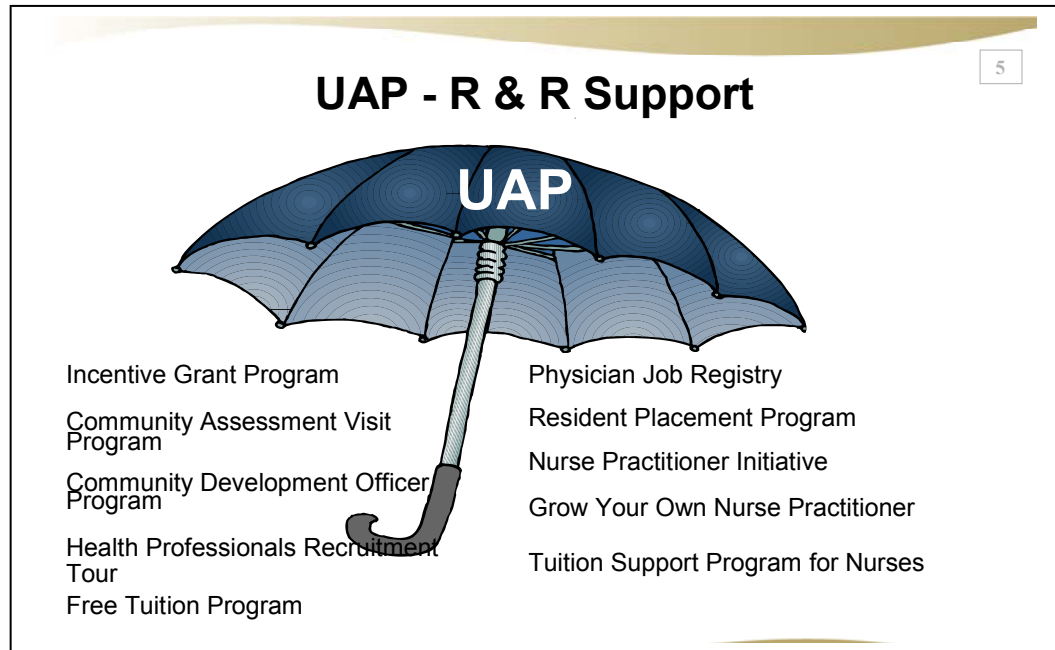 5
UAP - R & R Support
UAP
Incentive Grant Program
Community Assessment Visit
Program
Community Development Officer
Program
Health Professionals Recruitment
Tour
Free Tuition Program
Physician Job Registry
Resident Placement Program
Nurse Practitioner Initiative
Grow Your Own Nurse Practitioner
Tuition Support Program for Nurses